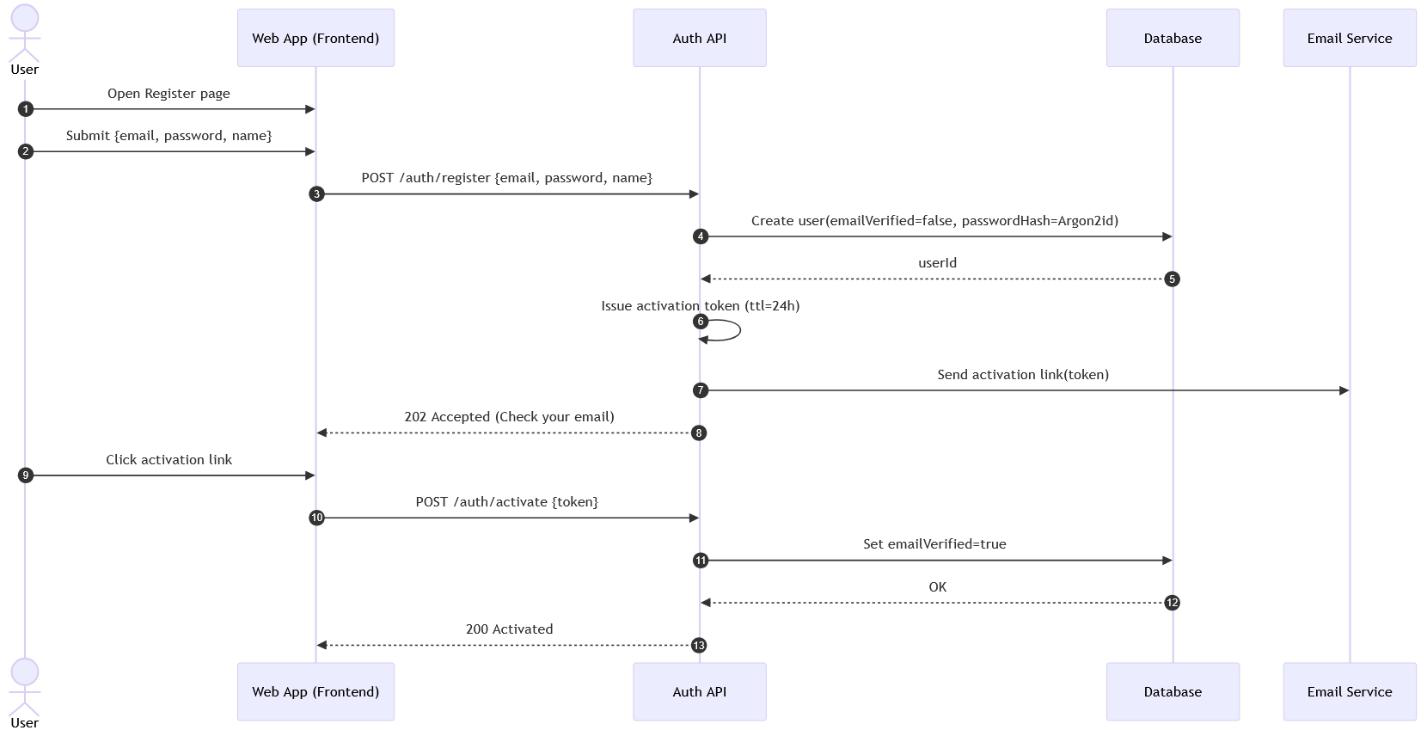 User
Web App (Frontend)
Auth API
Database
Email Service
Open Register page
1
Submit {email, password, name}
2
POST /auth/register {email, password, name}
3
Create user(emailVerified=false, passwordHash=Argon2id)
4
userId
5
Issue activation token (ttl=24h)
6
Send activation link(token)
7
202 Accepted (Check your email)
8
Click activation link
9
POST /auth/activate {token}
10
Set emailVerified=true
11
OK
12
200 Activated
13
User
Web App (Frontend)
Auth API
Database
Email Service